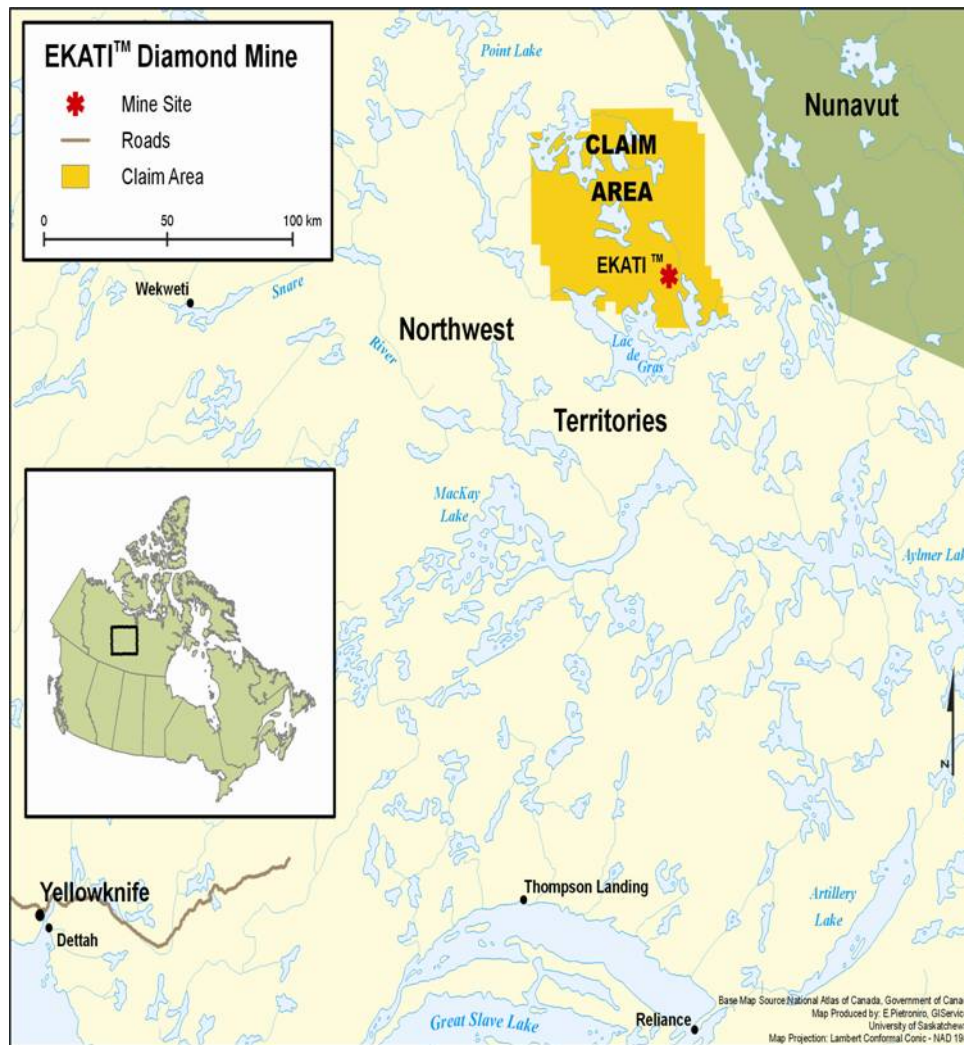 EKATI™ Diamond Mine
Mine Site
Roads
Claim Area
0 50 100 km
Point Lake
Nunavut
CLAIM
AREA
EKATI™
Wekweti
Snare
River
Northwest
Lac
de
Gras
Territories
MacKay
Lake
Aylmer Lak
N
Yellowknife
Dettah
Thompson Landing
Artillery
Lake
Great Slave Lake
Reliance
Base Map Source:National Atlas of Canada, Government of Canad
Map Produced by: E.Pietroniro, GIService
University of Saskatchew
Map Projection: Lambert Conformal Conic - NAD 198